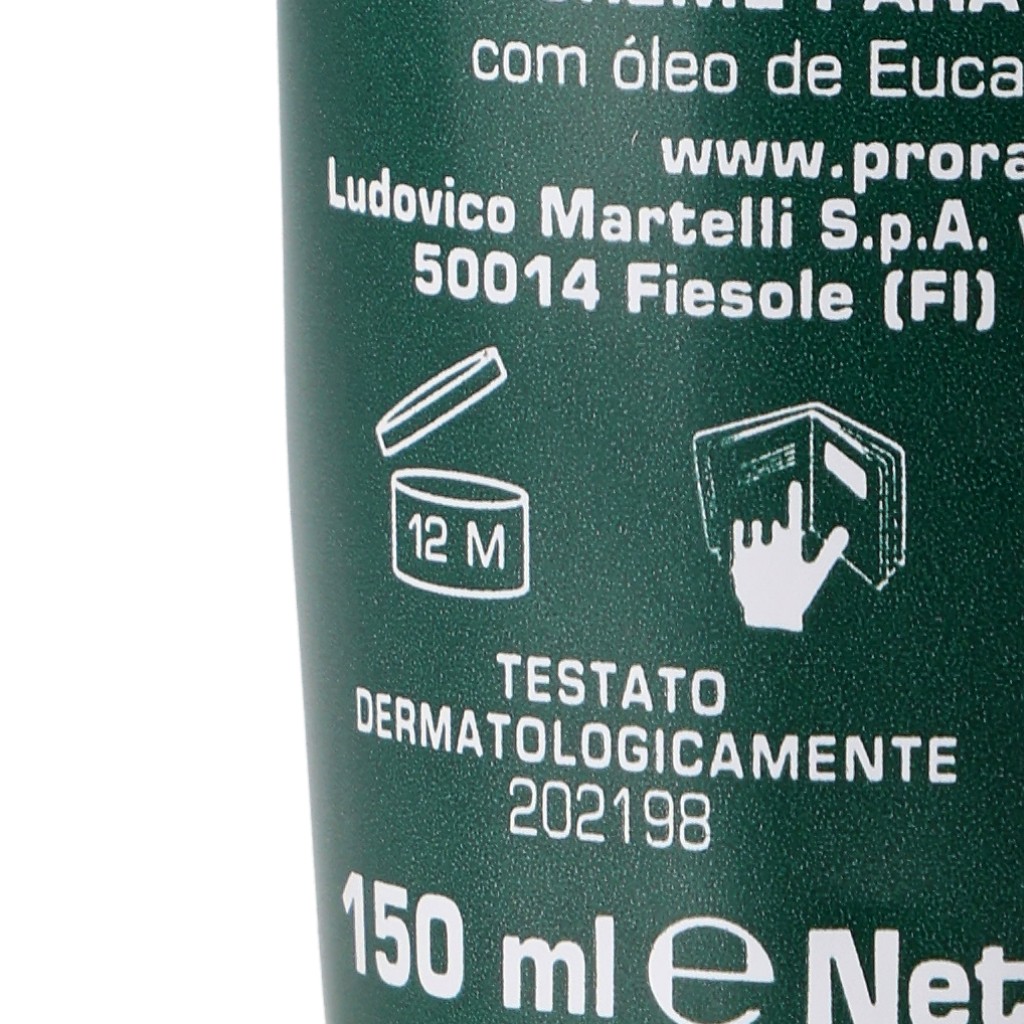 com óleo de Euca
www.prora
Ludovico Martelli S.p.A.
50014 Fiesole (FI)
12 M
TESTATO
DERMATOLOGICAMENTE
202198
150 ml ℮ Net